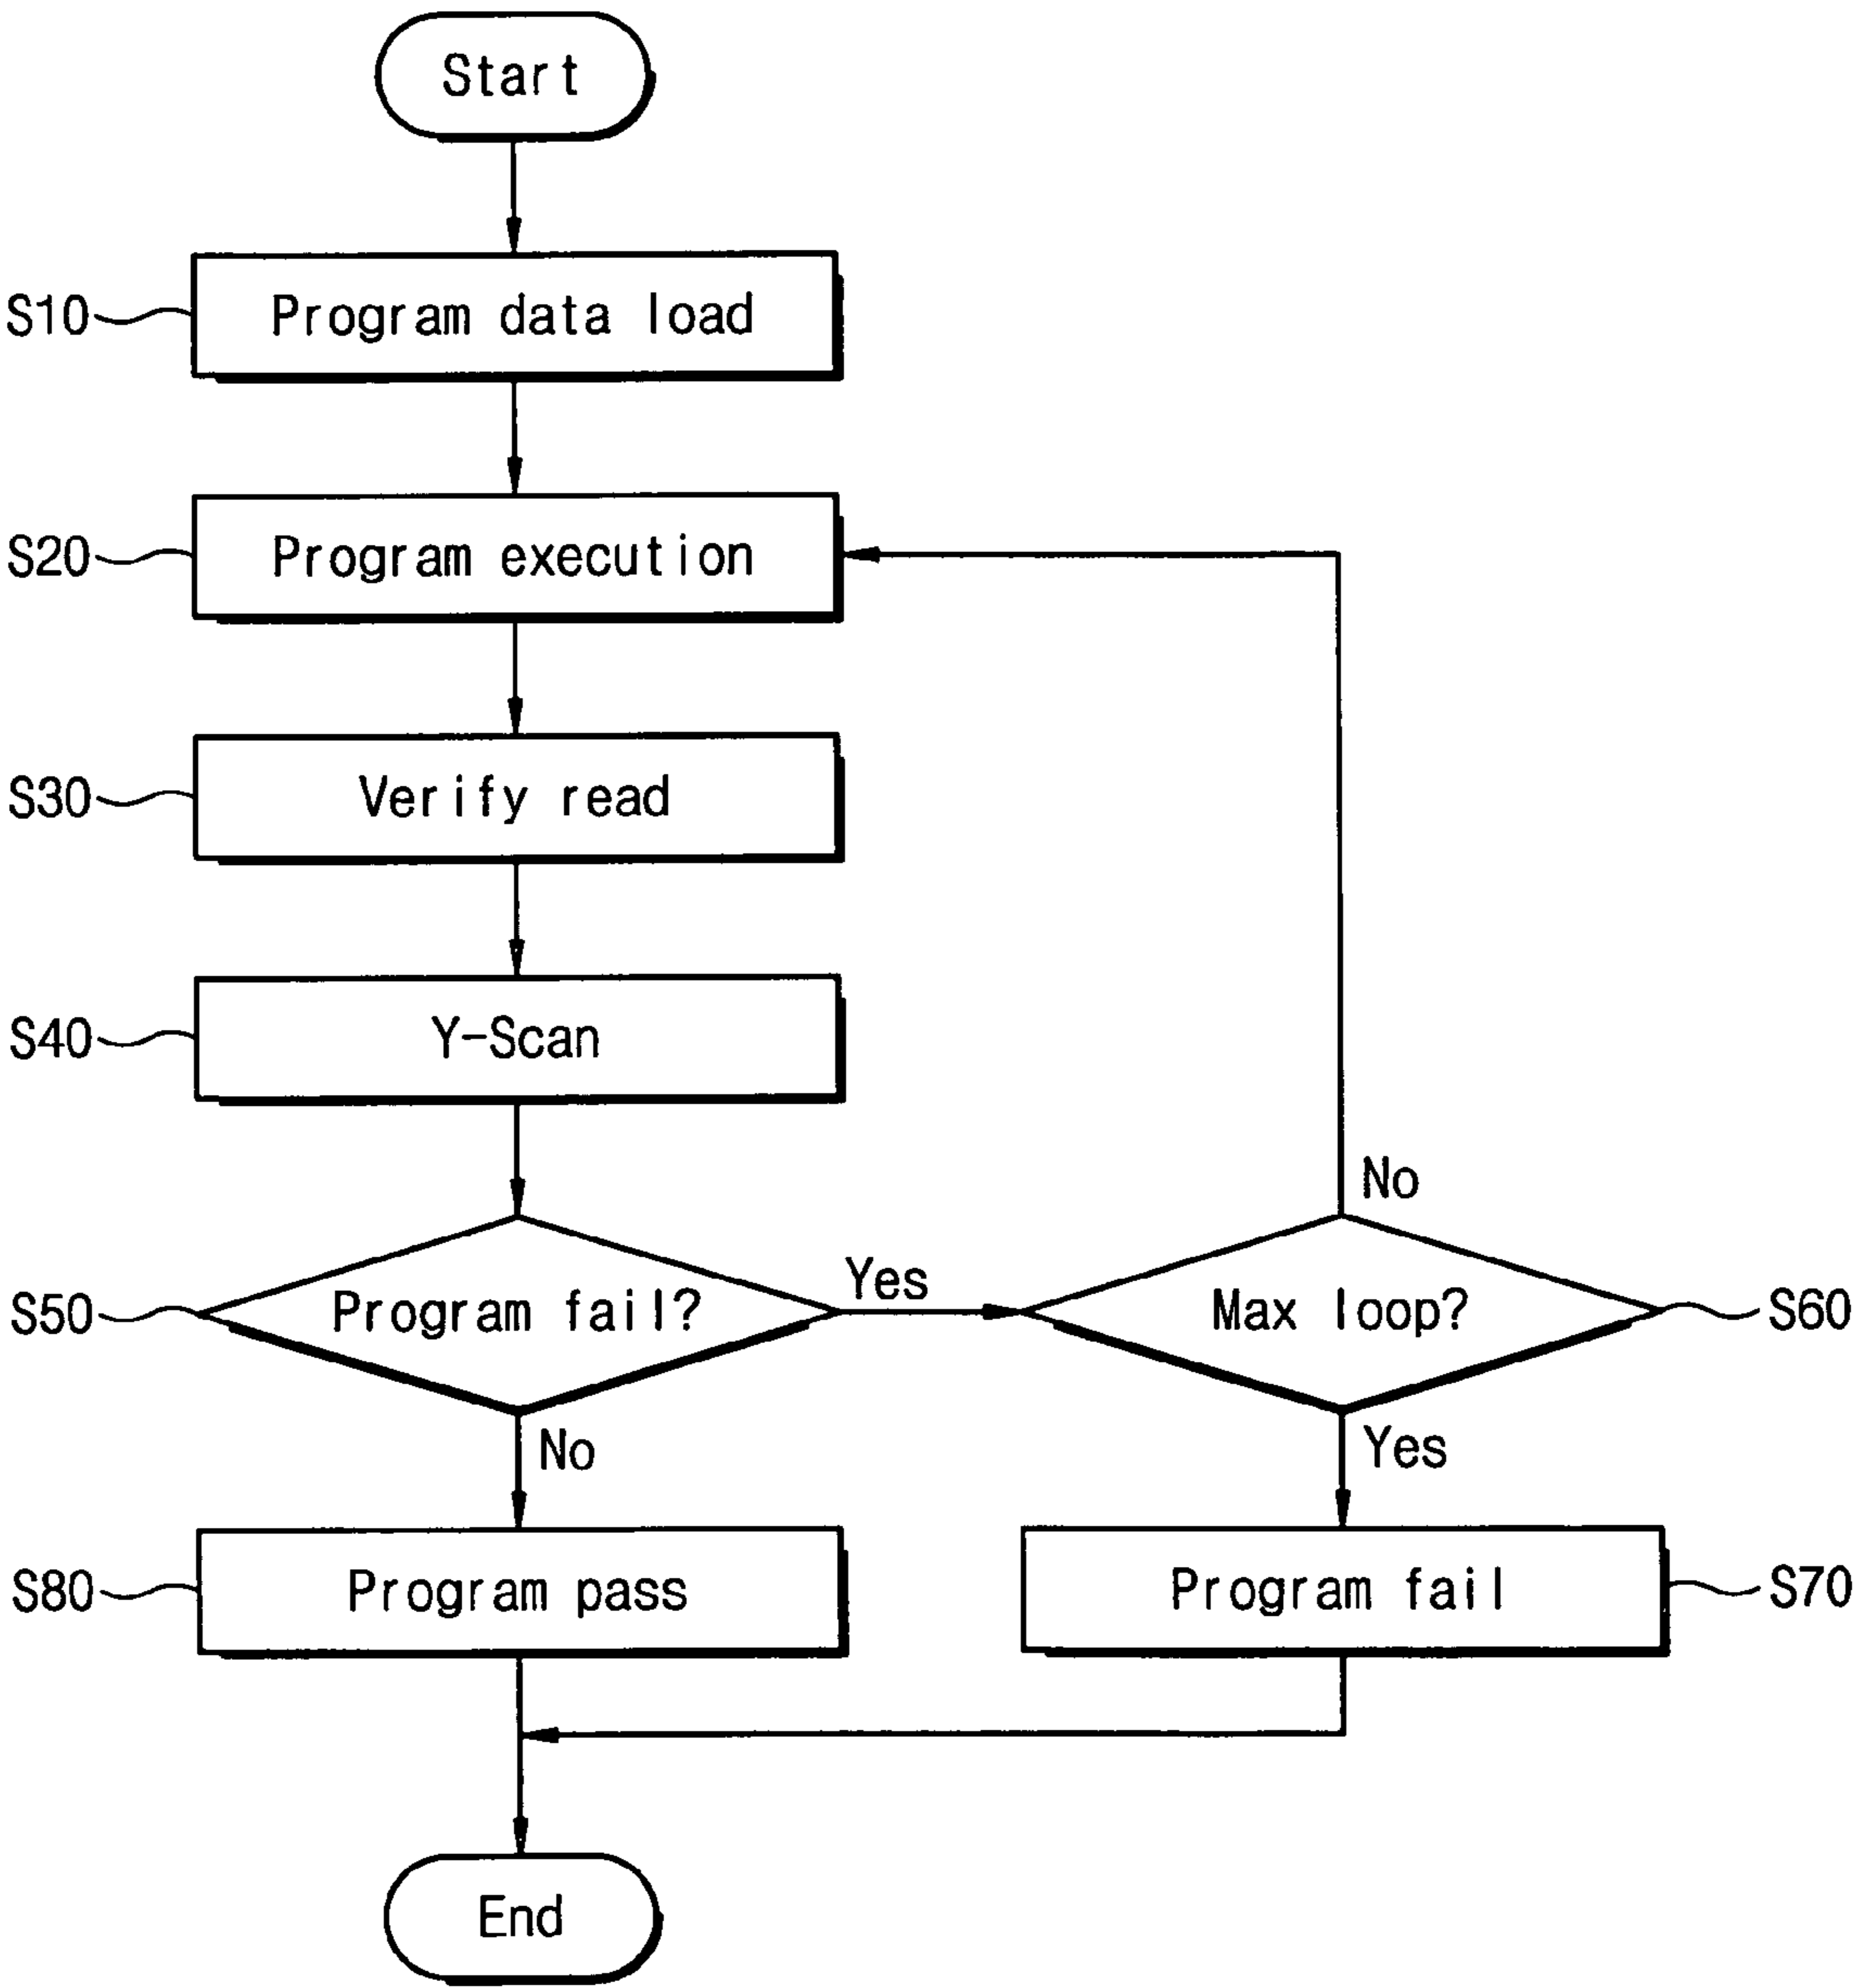 Start
S10
Program data load
S20
Program execution
S30
Verify read
S40
Y-Scan
No
S50
Program fail?
Yes
Max loop?
S60
No
Yes
S80
Program pass
Program fail
S70
End